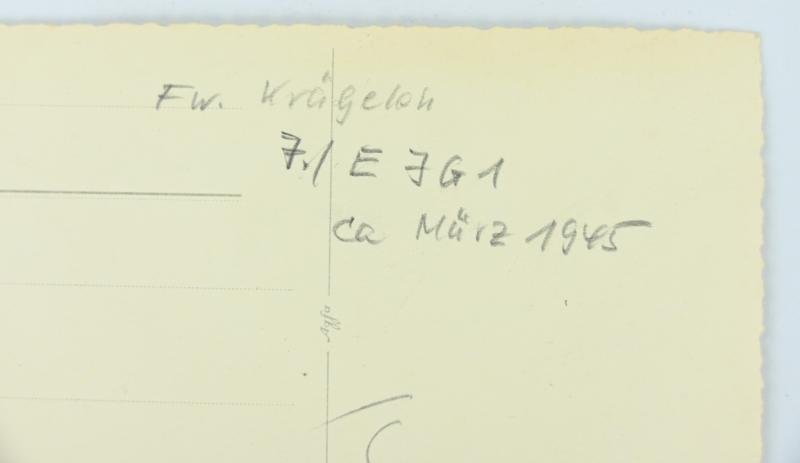 Fw. Krägeloh
7./ E JG 1
ca März 1945